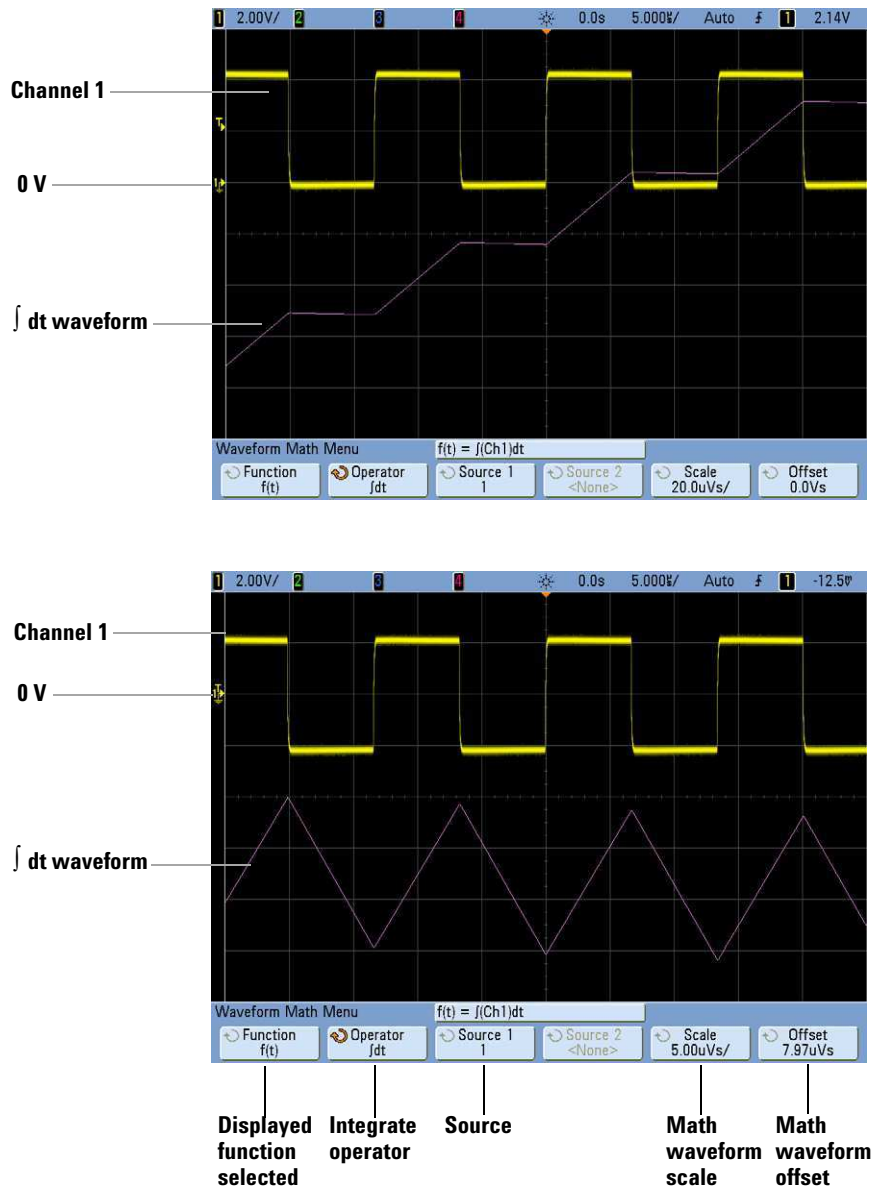 1 2.00V/ 2 3 4 0.0s 5.000㎲/ Auto 1 2.14V
Channel 1
T
0 V
1
∫ dt waveform
Waveform Math Menu f(t) = ∫(Ch1)dt
Function Operator Source 1 Source 2 Scale Offset
f(t) ∫dt 1 <None> 20.0uVs/ 0.0Vs
1 2.00V/ 2 3 4 0.0s 5.000㎲/ Auto 1 -12.5㎷
Channel 1
0 V
∫ dt waveform
Waveform Math Menu f(t) = ∫(Ch1)dt
Function Operator Source 1 Source 2 Scale Offset
f(t) ∫dt 1 <None> 5.00uVs/ 7.97uVs
Displayed Integrate Source Math Math
function operator waveform waveform
selected scale offset